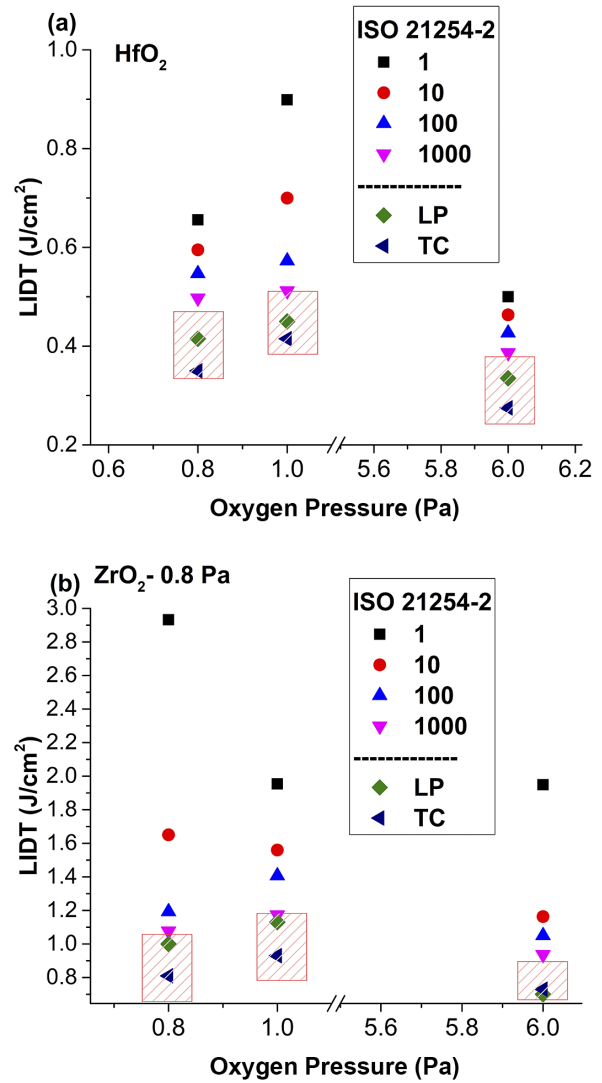 (a)
HfO₂
ISO 21254-2
1
10
100
1000
LP
TC
1.0
0.8
0.6
0.4
0.2
LIDT (J/cm²)
0.6 0.8 1.0 5.6 5.8 6.0 6.2
Oxygen Pressure (Pa)
(b) ZrO₂- 0.8 Pa
ISO 21254-2
1
10
100
1000
LP
TC
3.0
2.8
2.6
2.4
2.2
2.0
1.8
1.6
1.4
1.2
1.0
0.8
LIDT (J/cm²)
0.8 1.0 5.6 5.8 6.0
Oxygen Pressure (Pa)